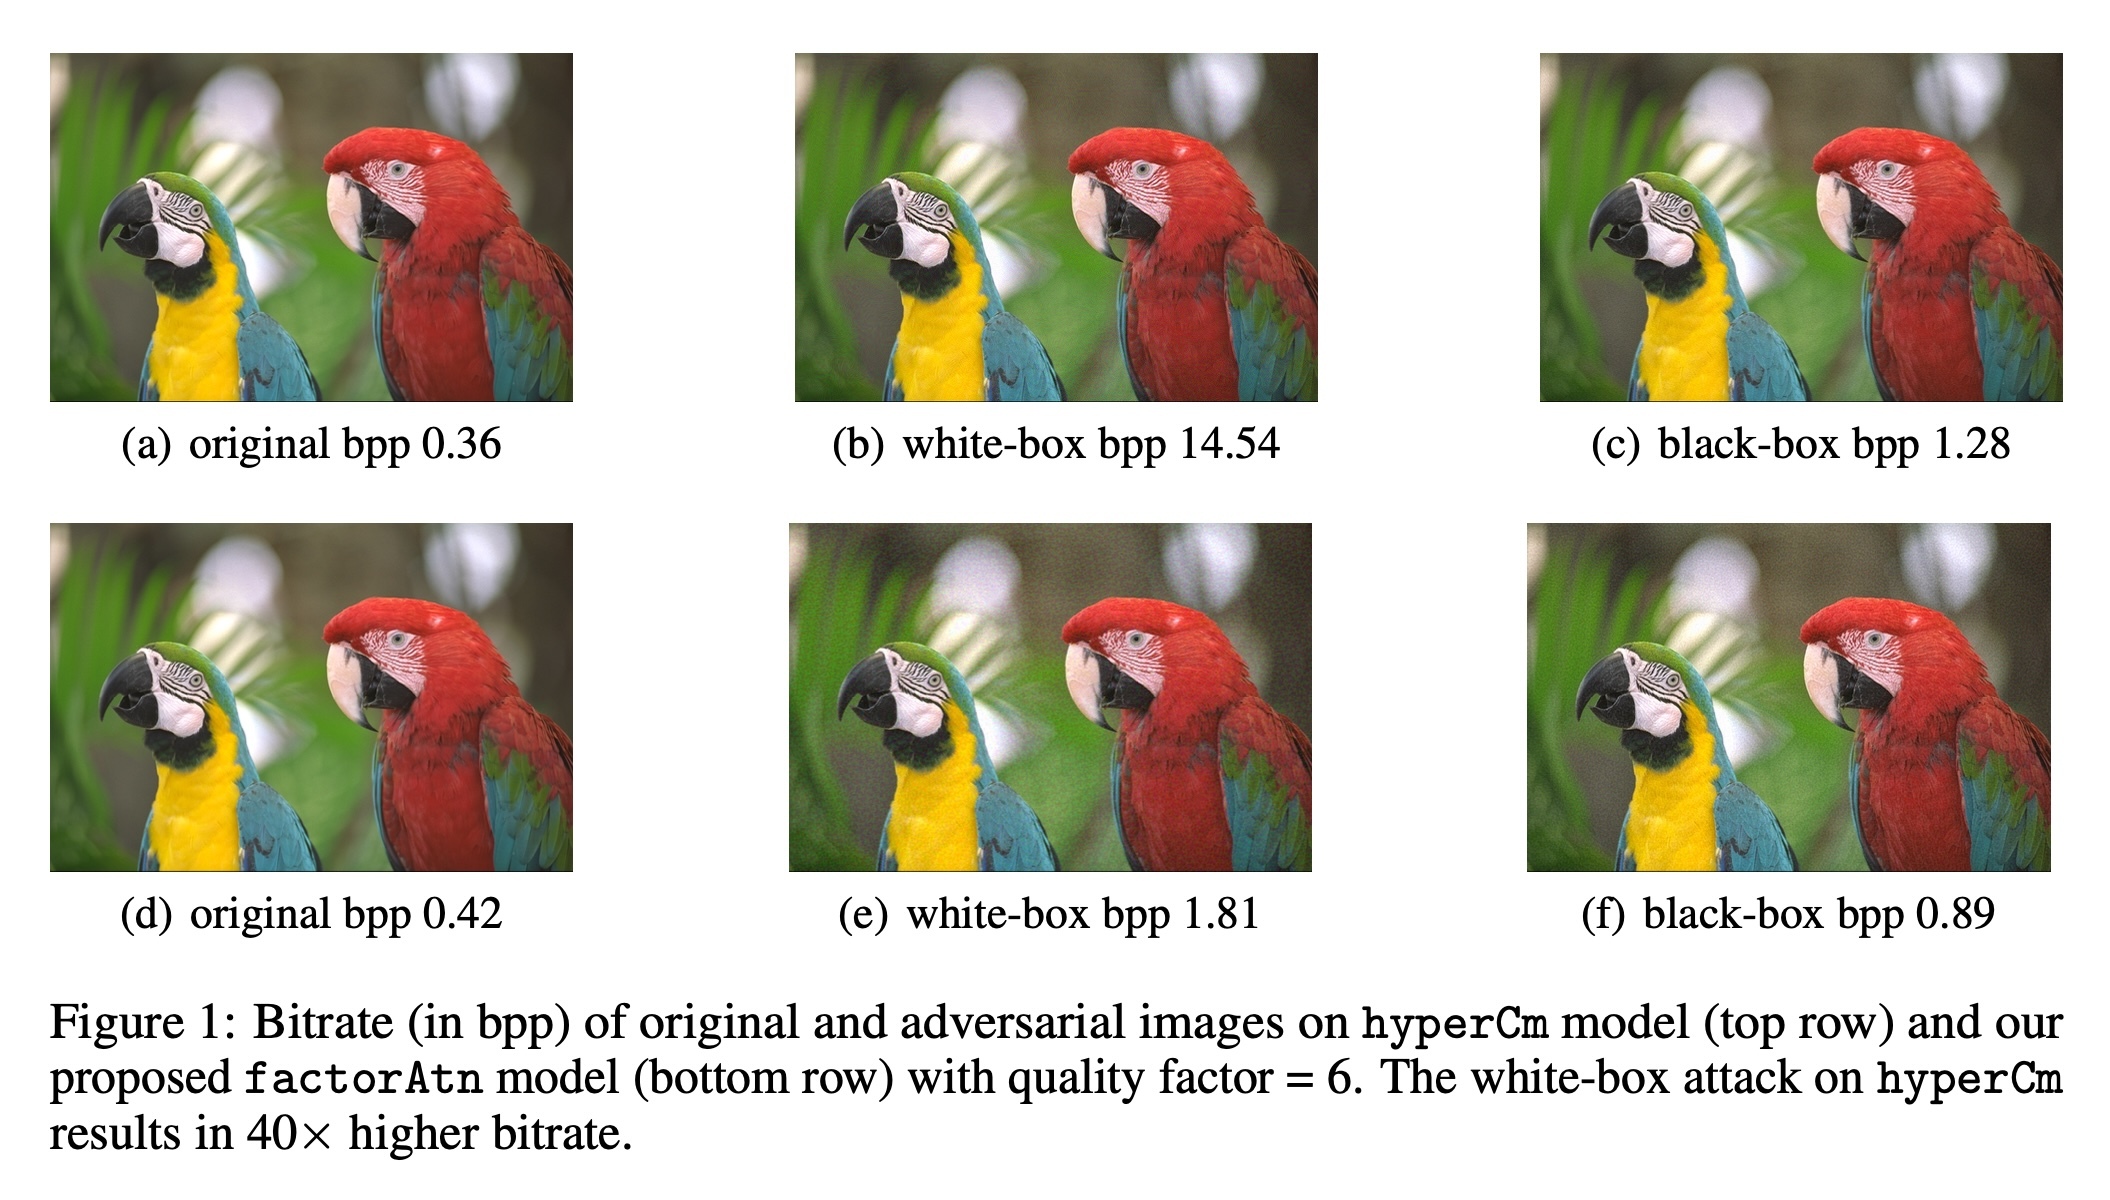 (a) original bpp 0.36
(b) white-box bpp 14.54
(c) black-box bpp 1.28
(d) original bpp 0.42
(e) white-box bpp 1.81
(f) black-box bpp 0.89
Figure 1: Bitrate (in bpp) of original and adversarial images on hyperCm model (top row) and our
proposed factorAtn model (bottom row) with quality factor = 6. The white-box attack on hyperCm
results in 40× higher bitrate.